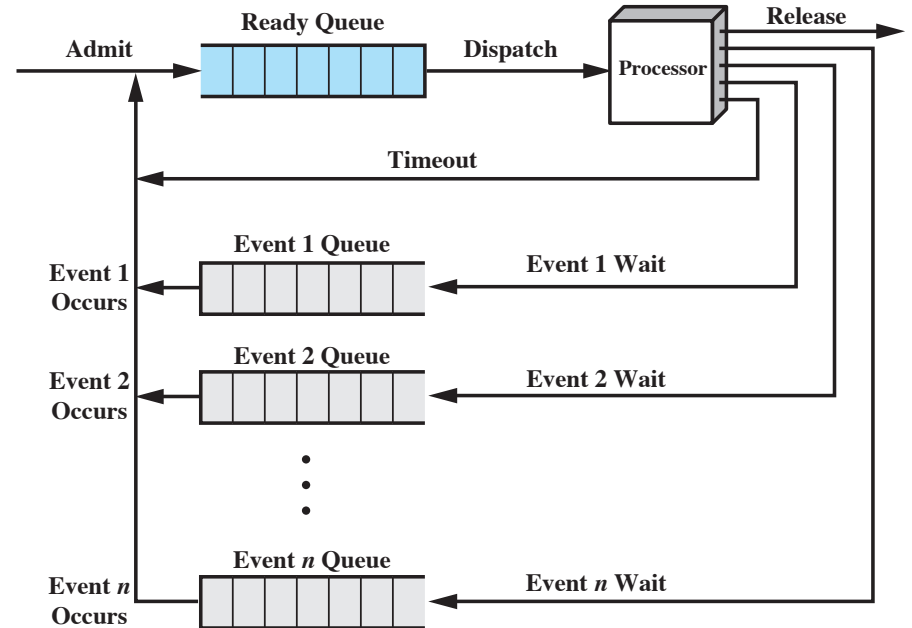 Release
Ready Queue
Admit
Dispatch
Processor
Timeout
Event 1 Queue
Event 1 Wait
Event 1
Occurs
Event 2 Queue
Event 2 Wait
Event 2
Occurs
Event n Queue
Event n Wait
Event n
Occurs